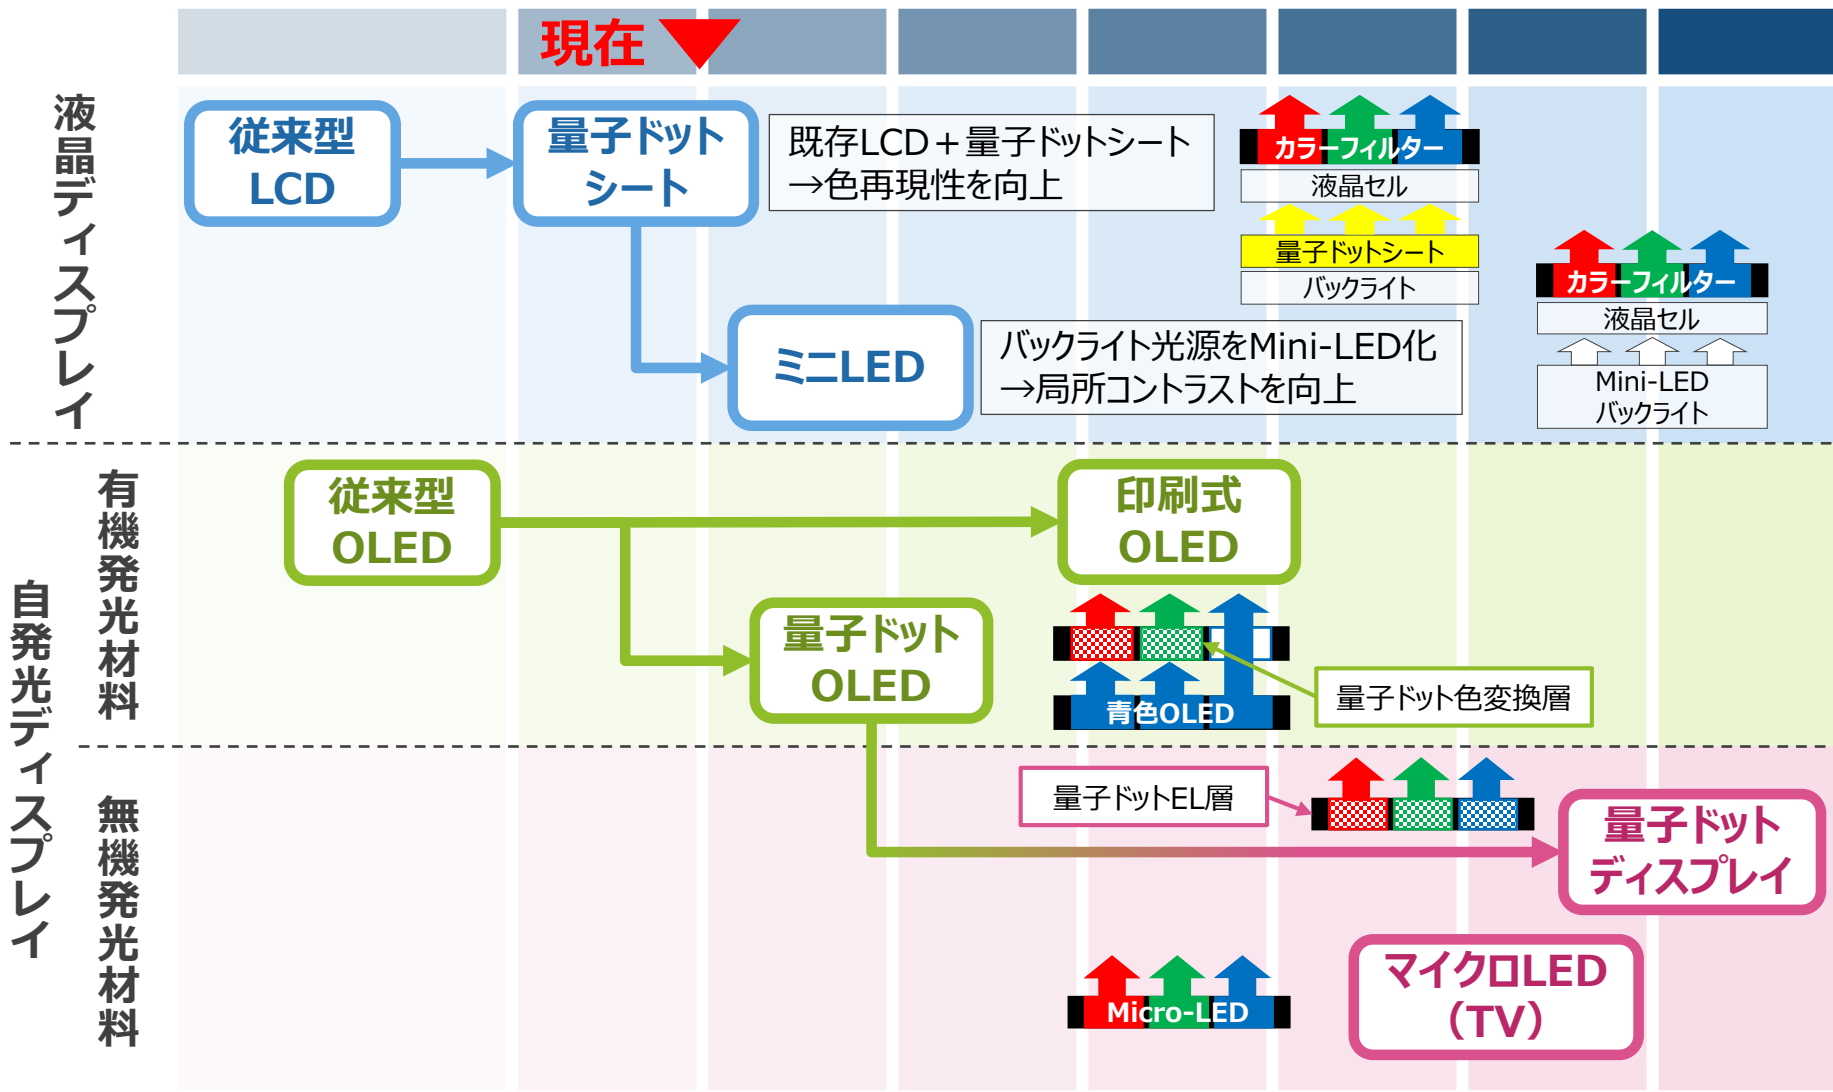 現在
液晶ディスプレイ
従来型
LCD
量子ドット
シート
既存LCD＋量子ドットシート
→色再現性を向上
カラーフィルター
液晶セル
量子ドットシート
バックライト
ミニLED
バックライト光源をMini-LED化
→局所コントラストを向上
カラーフィルター
液晶セル
Mini-LED
バックライト
自発光ディスプレイ
有機発光材料
従来型
OLED
印刷式
OLED
量子ドット
OLED
青色OLED
量子ドット色変換層
無機発光材料
量子ドットEL層
量子ドット
ディスプレイ
Micro-LED
マイクロLED
（TV）